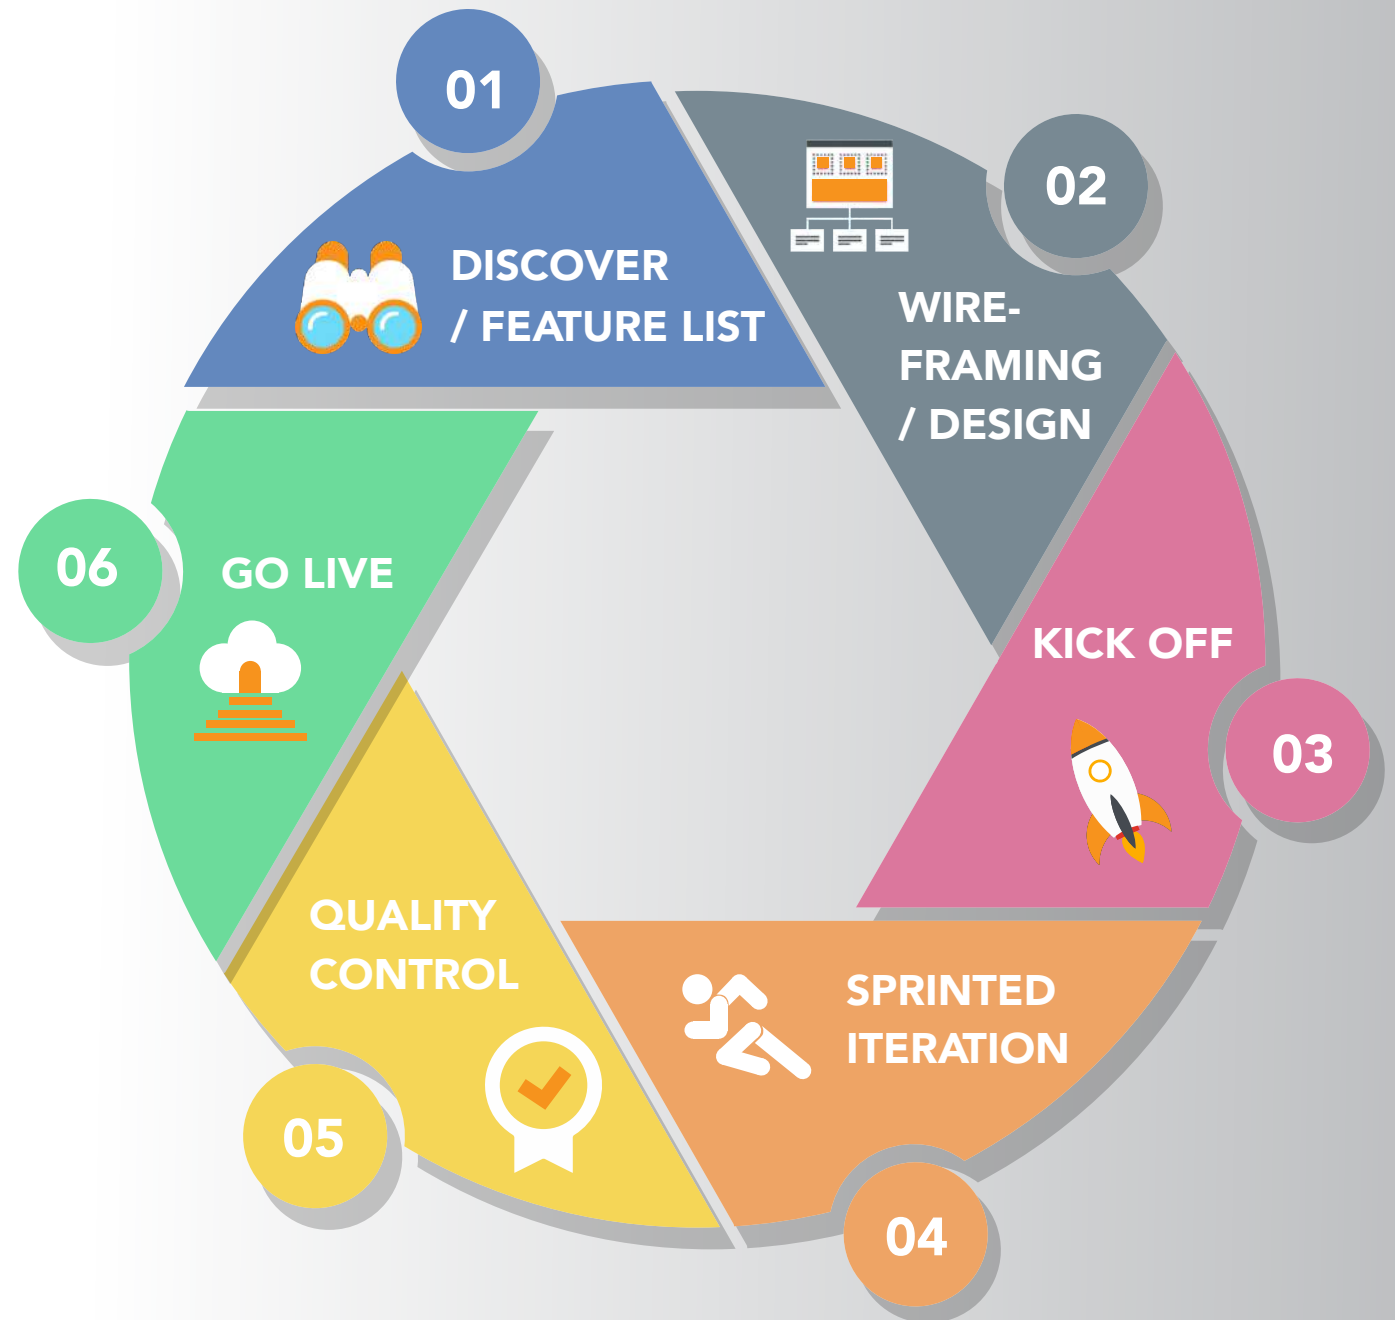 01
DISCOVER
/ FEATURE LIST
02
WIRE-
FRAMING
/ DESIGN
KICK OFF
03
SPRINTED
ITERATION
04
QUALITY
CONTROL
05
06
GO LIVE